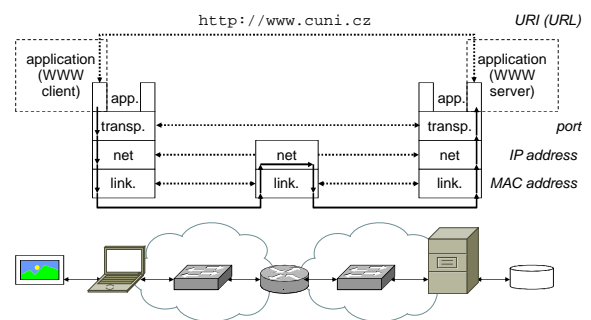 http://www.cuni.cz
URI (URL)
application
(WWW
client)
application
(WWW
server)
app.
app.
transp.
transp.
port
net
net
net
IP address
link.
link.
link.
MAC address